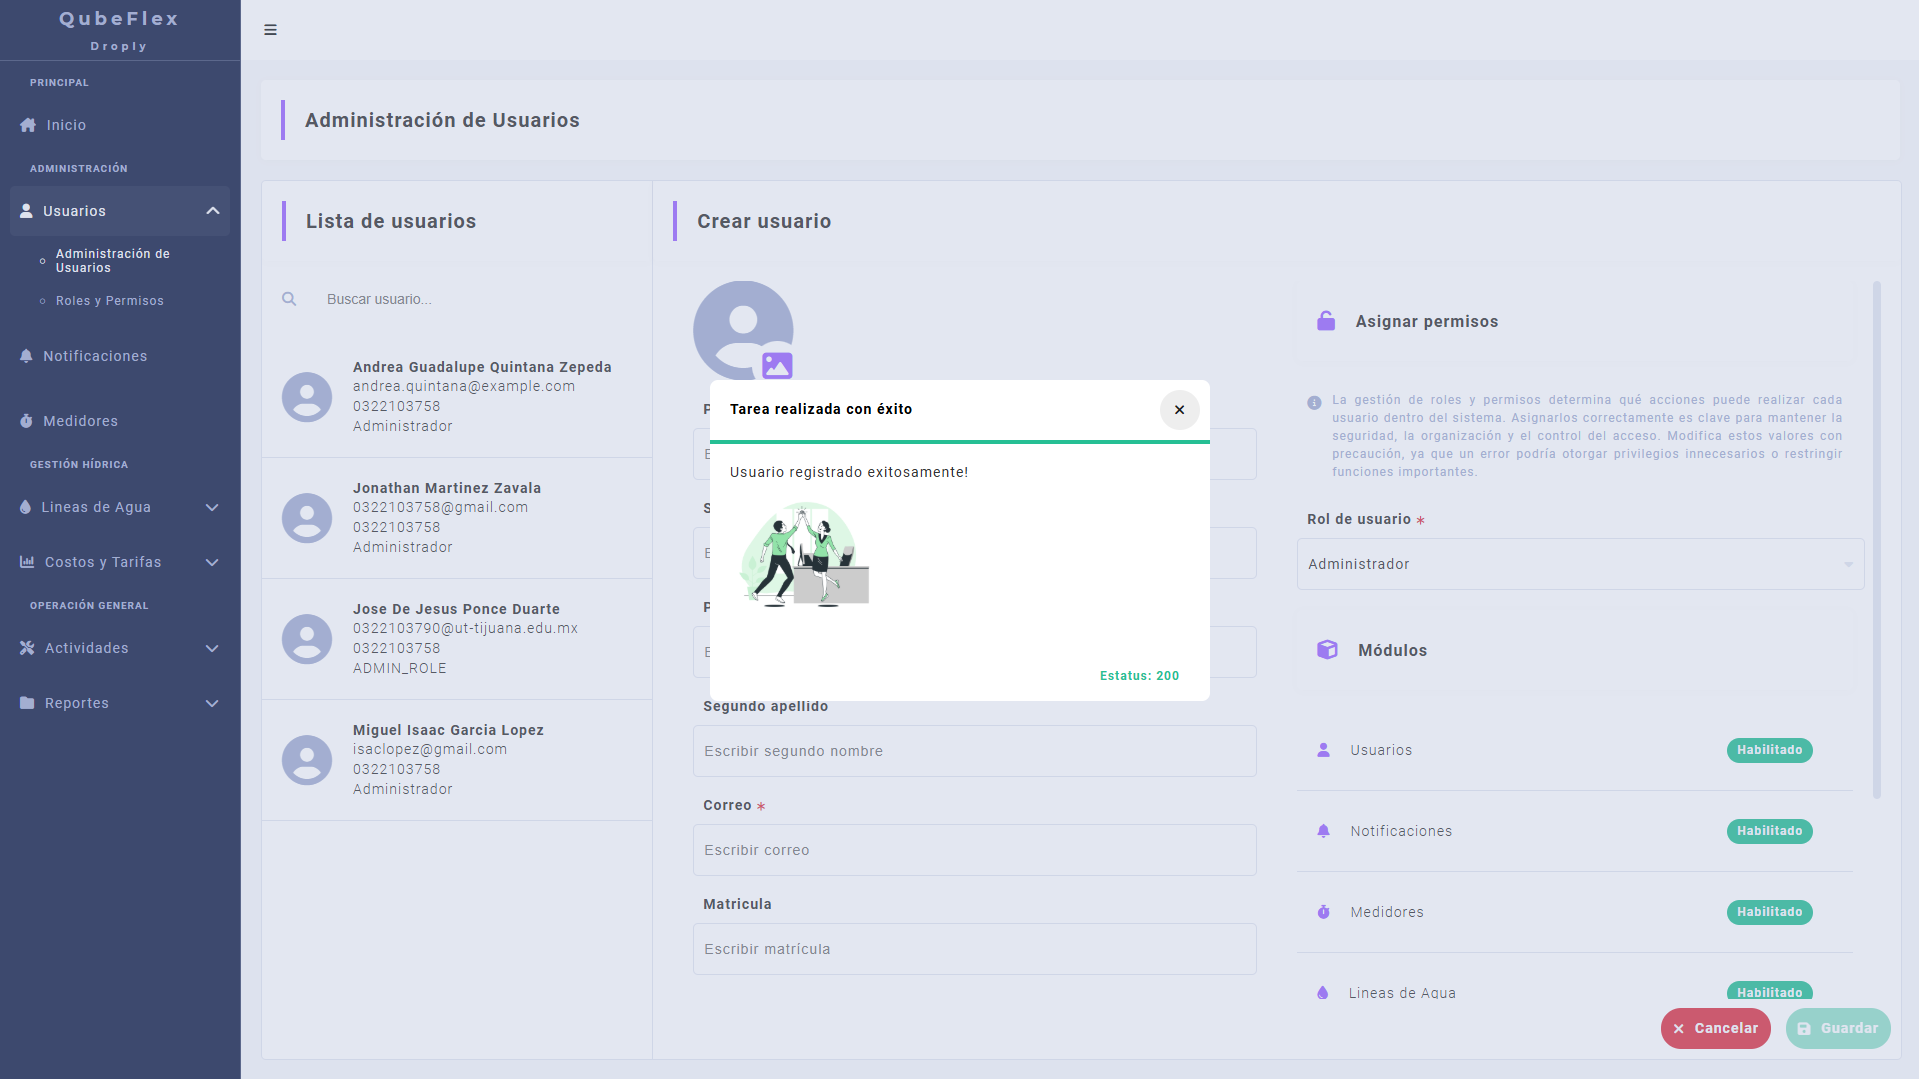 QubeFlex
Droply
PRINCIPAL
Inicio
ADMINISTRACIÓN
Usuarios
Administración de
Usuarios
Roles y Permisos
Notificaciones
Medidores
GESTIÓN HÍDRICA
Lineas de Agua
Costos y Tarifas
OPERACIÓN GENERAL
Actividades
Reportes
Administración de Usuarios
Lista de usuarios
Buscar usuario...
Andrea Guadalupe Quintana Zepeda
andrea.quintana@example.com
0322103758
Administrador
Jonathan Martinez Zavala
0322103758@gmail.com
0322103758
Administrador
Jose De Jesus Ponce Duarte
0322103790@ut-tijuana.edu.mx
0322103758
ADMIN_ROLE
Miguel Isaac Garcia Lopez
isaclopez@gmail.com
0322103758
Administrador
Crear usuario
Tarea realizada con éxito
Usuario registrado exitosamente!
Estatus: 200
Segundo apellido
Escribir segundo nombre
Correo *
Escribir correo
Matricula
Escribir matrícula
Asignar permisos
La gestión de roles y permisos determina qué acciones puede realizar cada
usuario dentro del sistema. Asignarlos correctamente es clave para mantener la
seguridad, la organización y el control del acceso. Modifica estos valores con
precaución, ya que un error podría otorgar privilegios innecesarios o restringir
funciones importantes.
Rol de usuario *
Administrador
Módulos
Usuarios Habilitado
Notificaciones Habilitado
Medidores Habilitado
Lineas de Agua Habilitado
Cancelar
Guardar